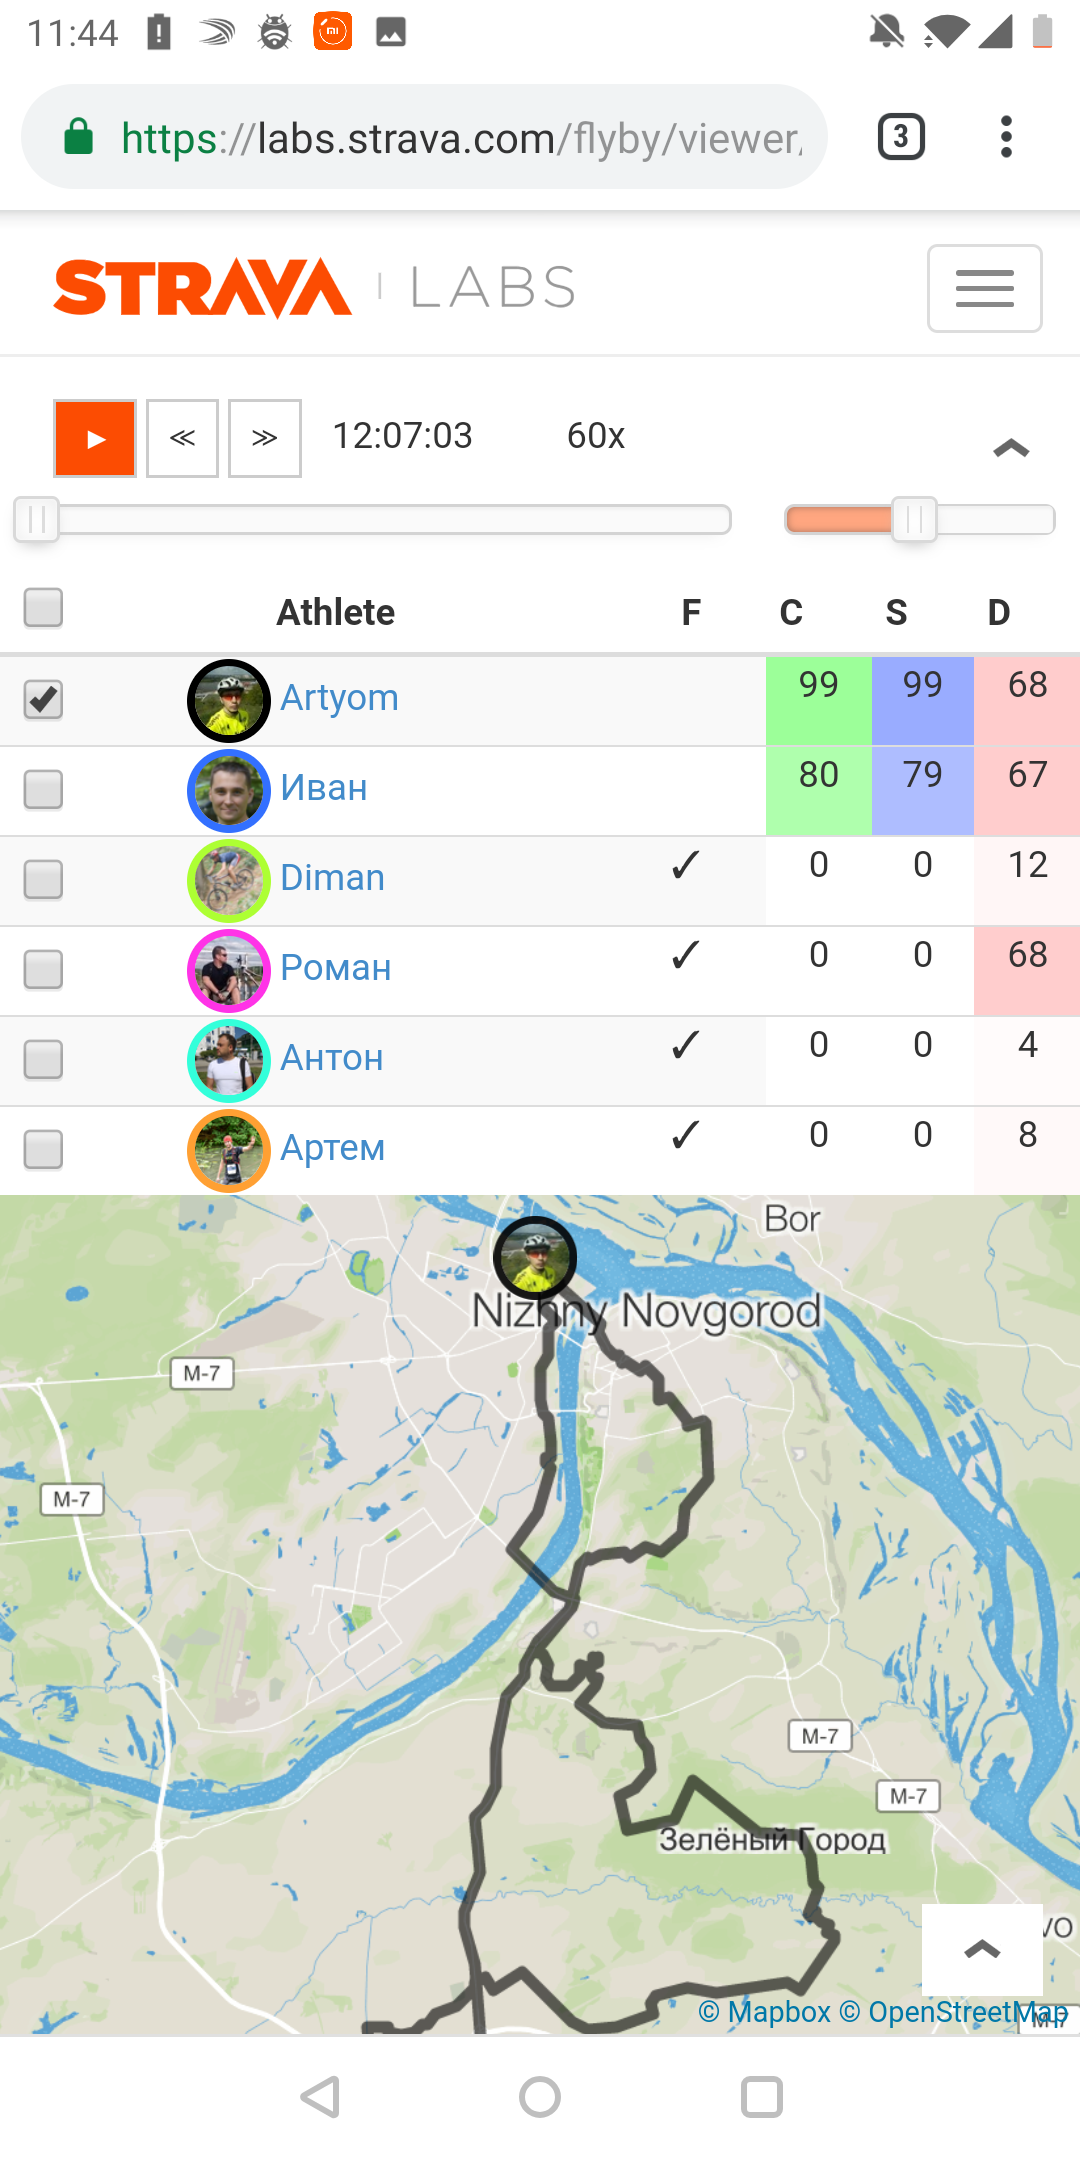 11:44
https://labs.strava.com/flyby/viewer
3
STRAVA | LABS
12:07:03 60x
Athlete F C S D
Artyom 99 99 68
Иван 80 79 67
Diman ✓ 0 0 12
Роман ✓ 0 0 68
Антон ✓ 0 0 4
Артем ✓ 0 0 8
Bor
Nizhny Novgorod
M-7
M-7
M-7
M-7
Зелёный Город
vo
© Mapbox © OpenStreetMap
M-7